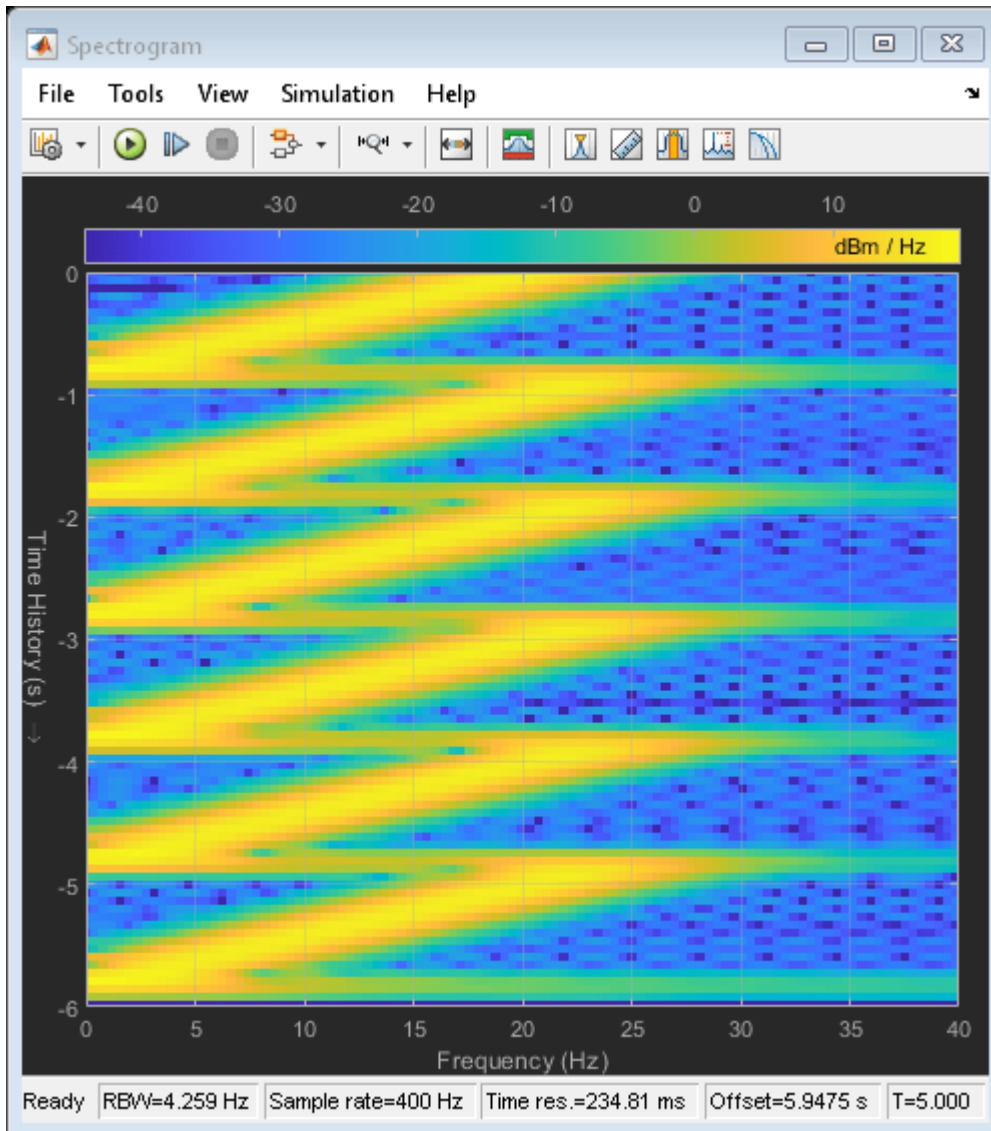 Spectrogram
File Tools View Simulation Help
-40 -30 -20 -10 0 10
dBm / Hz
0
-1
-2
-3
-4
-5
-6
Time History (s) →
0 5 10 15 20 25 30 35 40
Frequency (Hz)
Ready RBW=4.259 Hz Sample rate=400 Hz Time res.=234.81 ms Offset=5.9475 s T=5.000